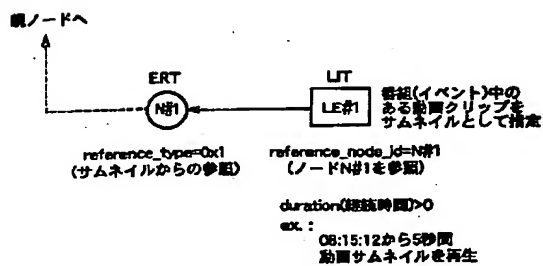 親ノードへ
ERT
N#1
reference_type=0x1
(サムネイルからの参照)
LIT
LE#1
番組(イベント)中の
ある動画クリップを
サムネイルとして指定
reference_node_id=N#1
(ノードN#1を参照)
duration(継続時間)>0
ex. :
08:15:12から5秒間
動画サムネイルを再生